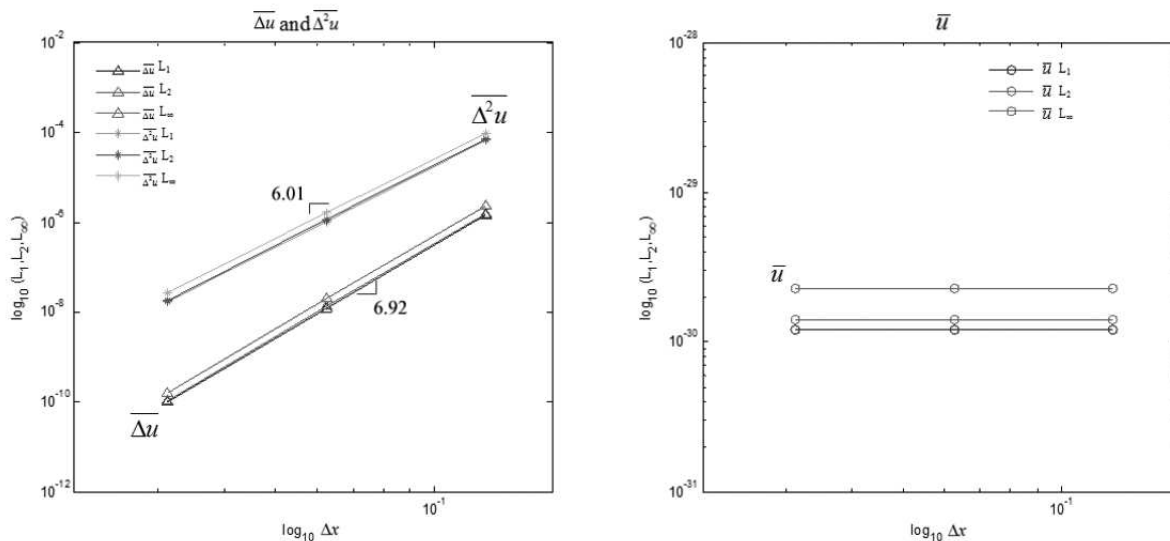 Δu and Δ²u
10⁻²
10⁻⁴
10⁻⁶
10⁻⁸
10⁻¹⁰
10⁻¹²
log₁₀ (L₁,L₂,L∞)
Δu L₁
Δu L₂
Δu L∞
Δ²u L₁
Δ²u L₂
Δ²u L∞
Δ²u
6.01
6.92
Δu
10⁻¹
log₁₀ Δx
u̅
10⁻²⁸
10⁻²⁹
10⁻³⁰
10⁻³¹
log₁₀ (L₁,L₂,L∞)
u̅ L₁
u̅ L₂
u̅ L∞
u̅
10⁻¹
log₁₀ Δx